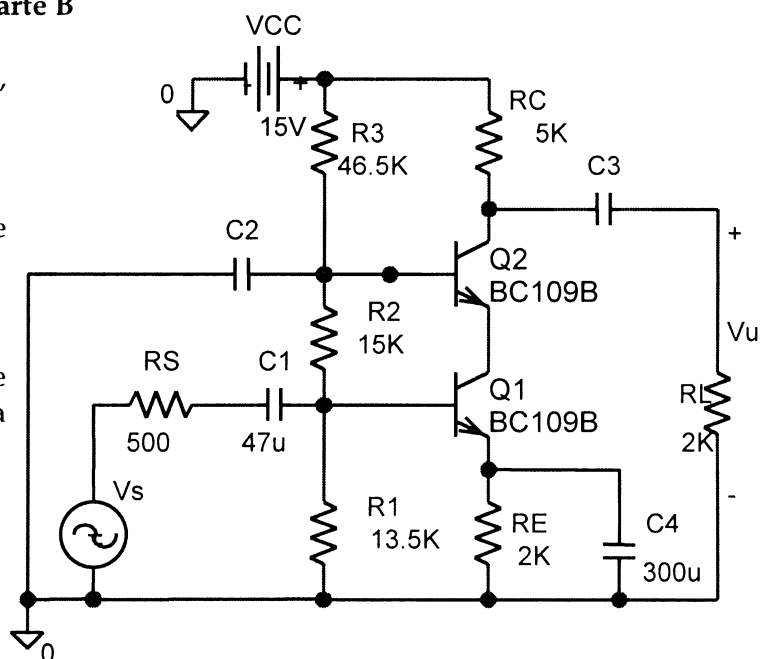 arte B
,
VCC
0
- +
15V
R3
46.5K
RC
5K
C3
e
C2
Q2
BC109B
+
R2
15K
Vu
RS
C1
e
a
Q1
BC109B
RL
2K
500
47u
Vs
R1
13.5K
RE
2K
C4
300u
-
0